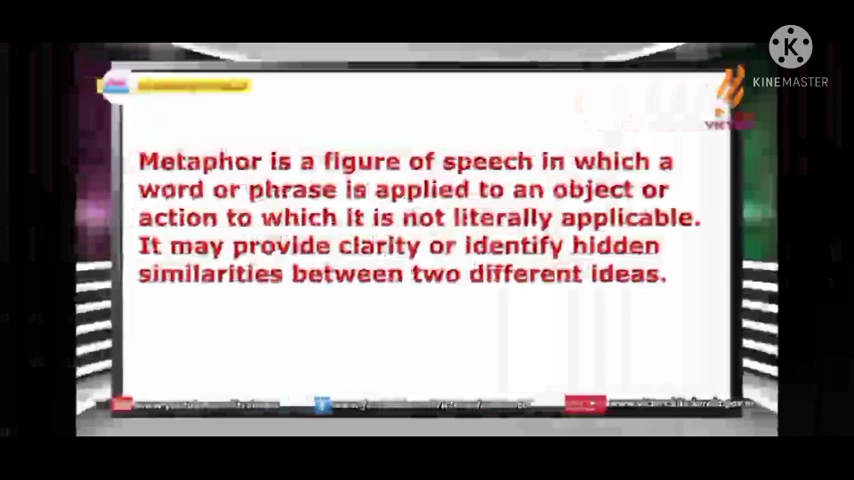 KINEMASTER
Metaphor is a figure of speech in which a
word or phrase is applied to an object or
action to which it is not literally applicable.
It may provide clarity or identify hidden
similarities between two different ideas.